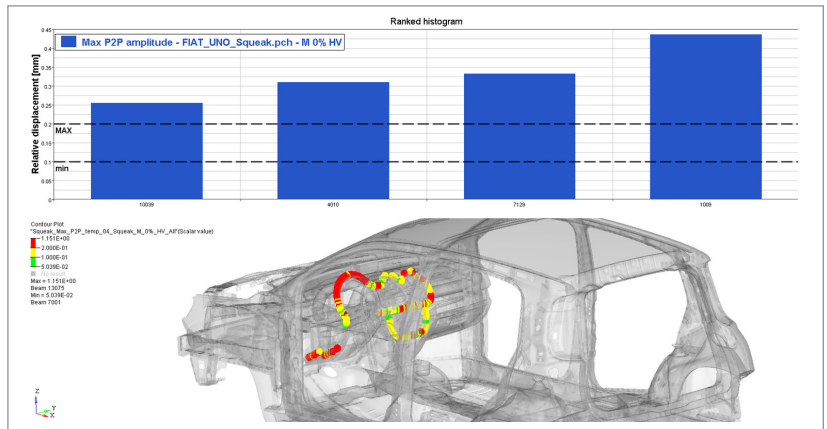 Ranked histogram
Relative displacement [mm]
0.45
0.4
0.35
0.3
0.25
0.2
0.15
0.1
0.05
0
Max P2P amplitude - FIAT_UNO_Squeak.pch - M 0% HV
MAX
min
10039 4010 7129 1089
Contour Plot
"Squeak_Max_P2P_temp_04_Squeak_M_0%_HV_All"(Scalar value)
1.151E+00
2.000E-01
1.000E-01
5.039E-02
No result
Max = 1.151E+00
Beam 13075
Min = 5.039E-02
Beam 7001
Z
Y
X